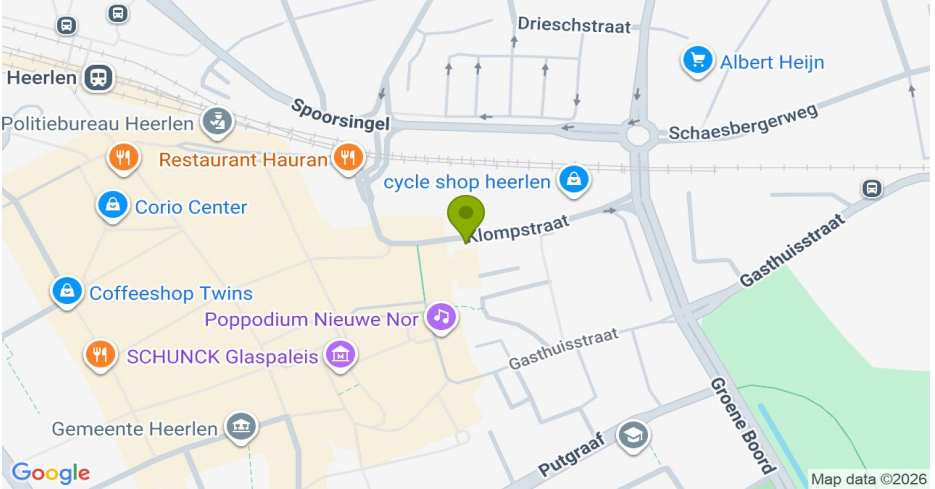 Drieschstraat
Albert Heijn
Heerlen
Spoorsingel
Politiebureau Heerlen
Schaesbergerweg
Restaurant Hauran
cycle shop heerlen
Corio Center
Klompstraat
Gasthuisstraat
Coffeeshop Twins
Poppodium Nieuwe Nor
Gasthuisstraat
SCHUNCK Glaspaleis
Groene Boord
Gemeente Heerlen
Putgraaf
Google
Map data ©2026